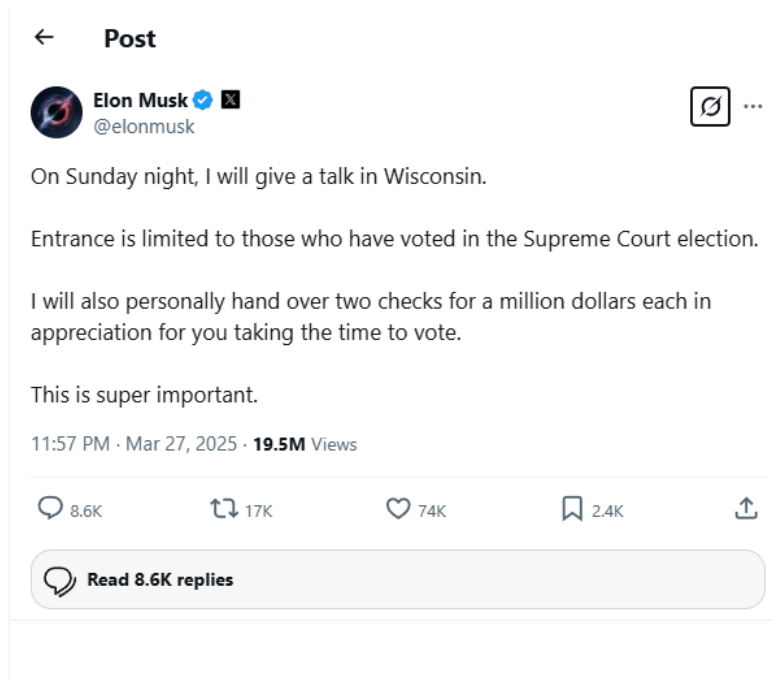 Post
Elon Musk
@elonmusk
On Sunday night, I will give a talk in Wisconsin.
Entrance is limited to those who have voted in the Supreme Court election.
I will also personally hand over two checks for a million dollars each in
appreciation for you taking the time to vote.
This is super important.
11:57 PM · Mar 27, 2025 · 19.5M Views
8.6K 17K 74K 2.4K
Read 8.6K replies